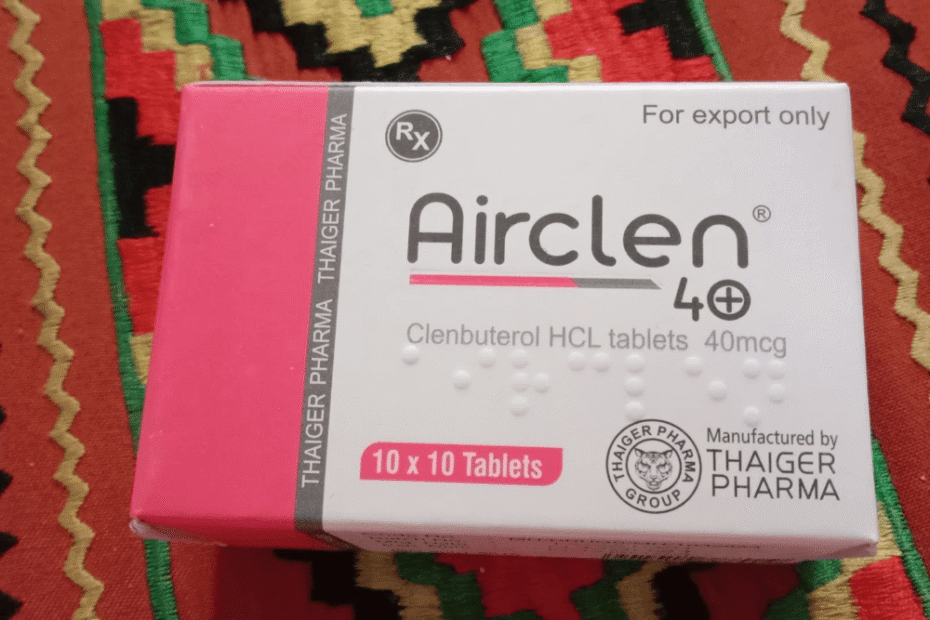 THAIGER PHARMA THAIGER PHARMA
Rx
For export only
Airclen®
40
Clenbuterol HCL tablets 40mcg
10 x 10 Tablets
THAIGER PHARMA
GROUP
Manufactured by
THAIGER
PHARMA